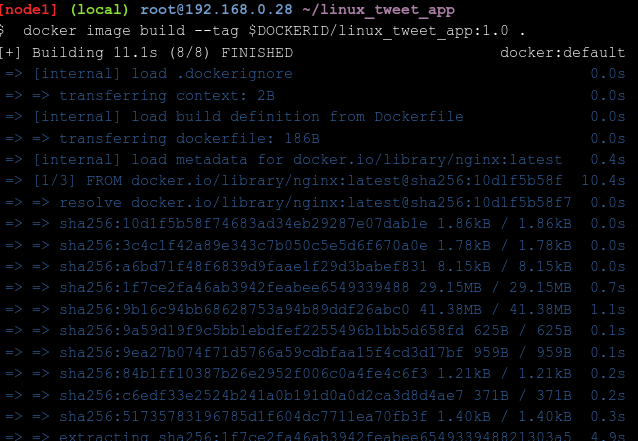 [node1] (local) root@192.168.0.28 ~/linux_tweet_app
$ docker image build --tag $DOCKERID/linux_tweet_app:1.0 .
[+] Building 11.1s (8/8) FINISHED docker:default
=> [internal] load .dockerignore 0.0s
=> => transferring context: 2B 0.0s
=> [internal] load build definition from Dockerfile 0.0s
=> => transferring dockerfile: 186B 0.0s
=> [internal] load metadata for docker.io/library/nginx:latest 0.4s
=> [1/3] FROM docker.io/library/nginx:latest@sha256:10d1f5b58f 10.4s
=> => resolve docker.io/library/nginx:latest@sha256:10d1f5b58f7 0.0s
=> => sha256:10d1f5b58f74683ad34eb29287e07dab1e 1.86kB / 1.86kB 0.0s
=> => sha256:3c4c1f42a89e343c7b050c5e5d6f670a0e 1.78kB / 1.78kB 0.0s
=> => sha256:a6bd71f48f6839d9faae1f29d3babef831 8.15kB / 8.15kB 0.0s
=> => sha256:1f7ce2fa46ab3942feabee6549339488 29.15MB / 29.15MB 0.7s
=> => sha256:9b16c94bb68628753a94b89ddf26abc0 41.38MB / 41.38MB 1.1s
=> => sha256:9a59d19f9c5bb1ebdfef2255496b1bb5d658fd 625B / 625B 0.1s
=> => sha256:9ea27b074f71d5766a59cdbfaa15f4cd3d17bf 959B / 959B 0.1s
=> => sha256:84b1ff10387b26e2952f006c0a4fe4c6f3 1.21kB / 1.21kB 0.2s
=> => sha256:c6edf33e2524b241a0b191d0a0d2ca3d8d4ae7 371B / 371B 0.2s
=> => sha256:51735783196785d1f604dc7711ea70fb3f 1.40kB / 1.40kB 0.3s
=> => extracting sha256:1f7ce2fa46ab3942feabee654933948821303a5 4.9s